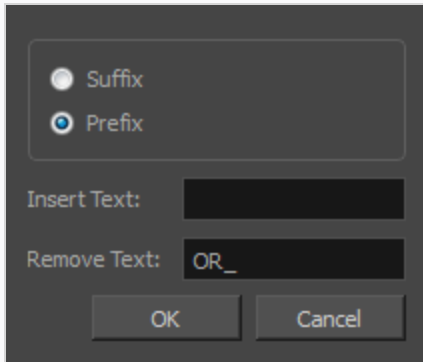 Suffix
Prefix
Insert Text:
Remove Text: OR_
OK Cancel